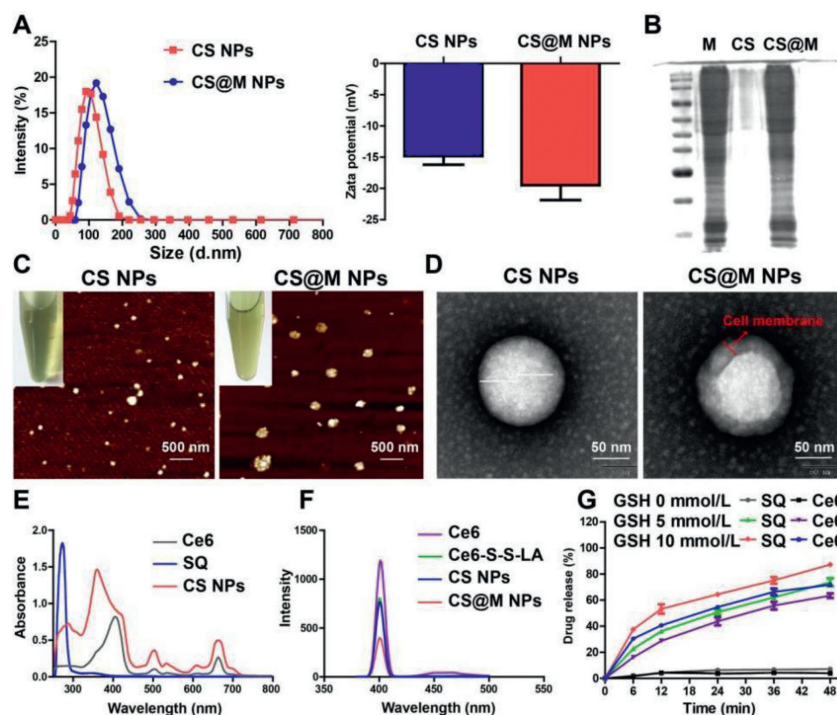 A
CS NPs
CS@M NPs
Intensity (%)
25
20
15
10
5
0
0 100 200 300 400 500 600 700 800
Size (d.nm)
CS NPs CS@M NPs
Zata potential (mV)
0
-5
-10
-15
-20
-25
B
M CS CS@M
C
CS NPs CS@M NPs
500 nm 500 nm
D
CS NPs CS@M NPs
Cell membrane
50 nm 50 nm
E
Absorbance
2.0
1.5
1.0
0.5
0.0
300 400 500 600 700 800
Wavelength (nm)
Ce6
SQ
CS NPs
F
Intensity
1500
1000
500
0
350 400 450 500 550
Wavelength (nm)
Ce6
Ce6-S-S-LA
CS NPs
CS@M NPs
G
GSH 0 mmol/L SQ Ce6
GSH 5 mmol/L SQ Ce6
GSH 10 mmol/L SQ Ce6
Drug release (%)
120
100
80
60
40
20
0
0 6 12 18 24 30 36 42 48
Time (min)